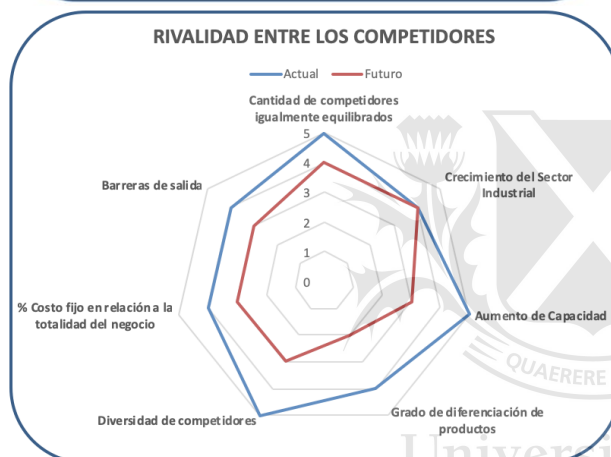 RIVALIDAD ENTRE LOS COMPETIDORES
Actual Futuro
Cantidad de competidores
igualmente equilibrados
5
4
3
2
1
0
Crecimiento del Sector
Industrial
Aumento de Capacidad
Grado de diferenciación de
productos
Diversidad de competidores
% Costo fijo en relación a la
totalidad del negocio
Barreras de salida
QUAERERE